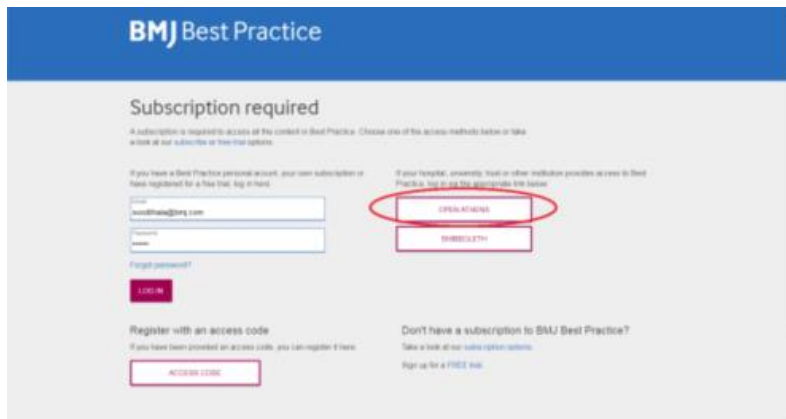 BMJ Best Practice
Subscription required
A subscription is required to access all the content in Best Practice. Choose one of the access methods below or take
a look at our subscribe or free trial options.
If you have a Best Practice personal account, your own subscription or
have registered for a free trial, log in here.
If your hospital, university, trust or other institution provides access to Best
Practice, log in via the appropriate link below
Email
Password
Forgot password?
LOG IN
OPEN ATHENS
SHIBBOLETH
Register with an access code
If you have been provided an access code, you can register it here.
ACCESS CODE
Don't have a subscription to BMJ Best Practice?
Take a look at our subscription options.
Sign up for a FREE trial.